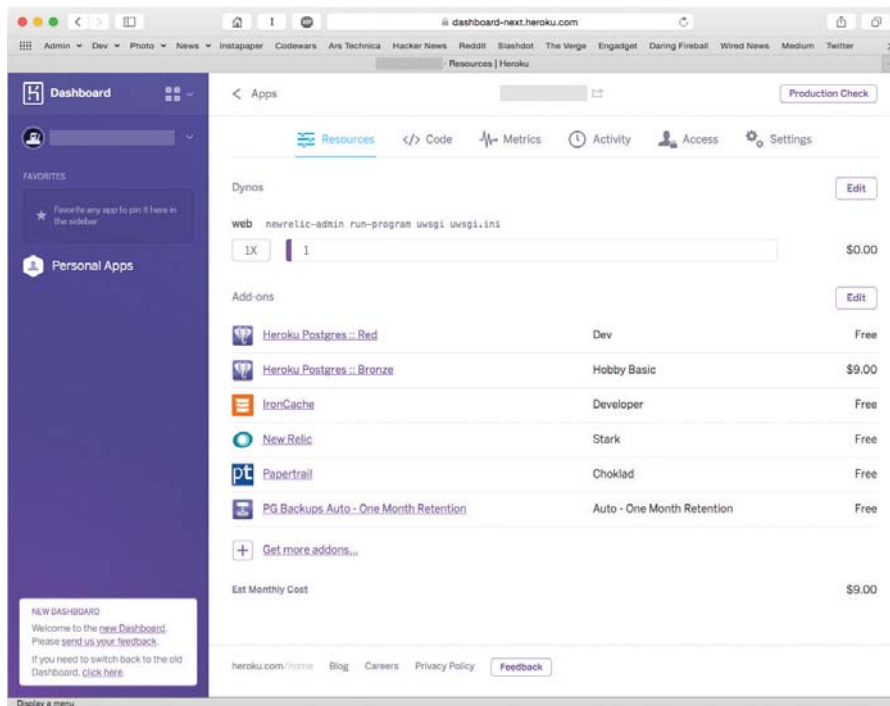 dashboard-next.heroku.com
Admin Dev Photo News Instapaper Codewars Ars Technica Hacker News Reddit Slashdot The Verge Engadget Daring Fireball Wired News Medium Twitter
- Resources | Heroku
Dashboard
Apps
Production Check
Resources </> Code Metrics Activity Access Settings
FAVORITES
Favorite any app to pin it here in
the sidebar
Personal Apps
Dynos
Edit
web newrelic-admin run-program uwsgi uwsgi.ini
1X 1 $0.00
Add-ons
Edit
Heroku Postgres :: Red Dev Free
Heroku Postgres :: Bronze Hobby Basic $9.00
IronCache Developer Free
New Relic Stark Free
pt Papertrail Choklad Free
PG Backups Auto - One Month Retention Auto - One Month Retention Free
Get more addons...
Est Monthly Cost $9.00
NEW DASHBOARD
Welcome to the new Dashboard.
Please send us your feedback.
If you need to switch back to the old
Dashboard, click here.
heroku.com/home Blog Careers Privacy Policy Feedback
Display a menu